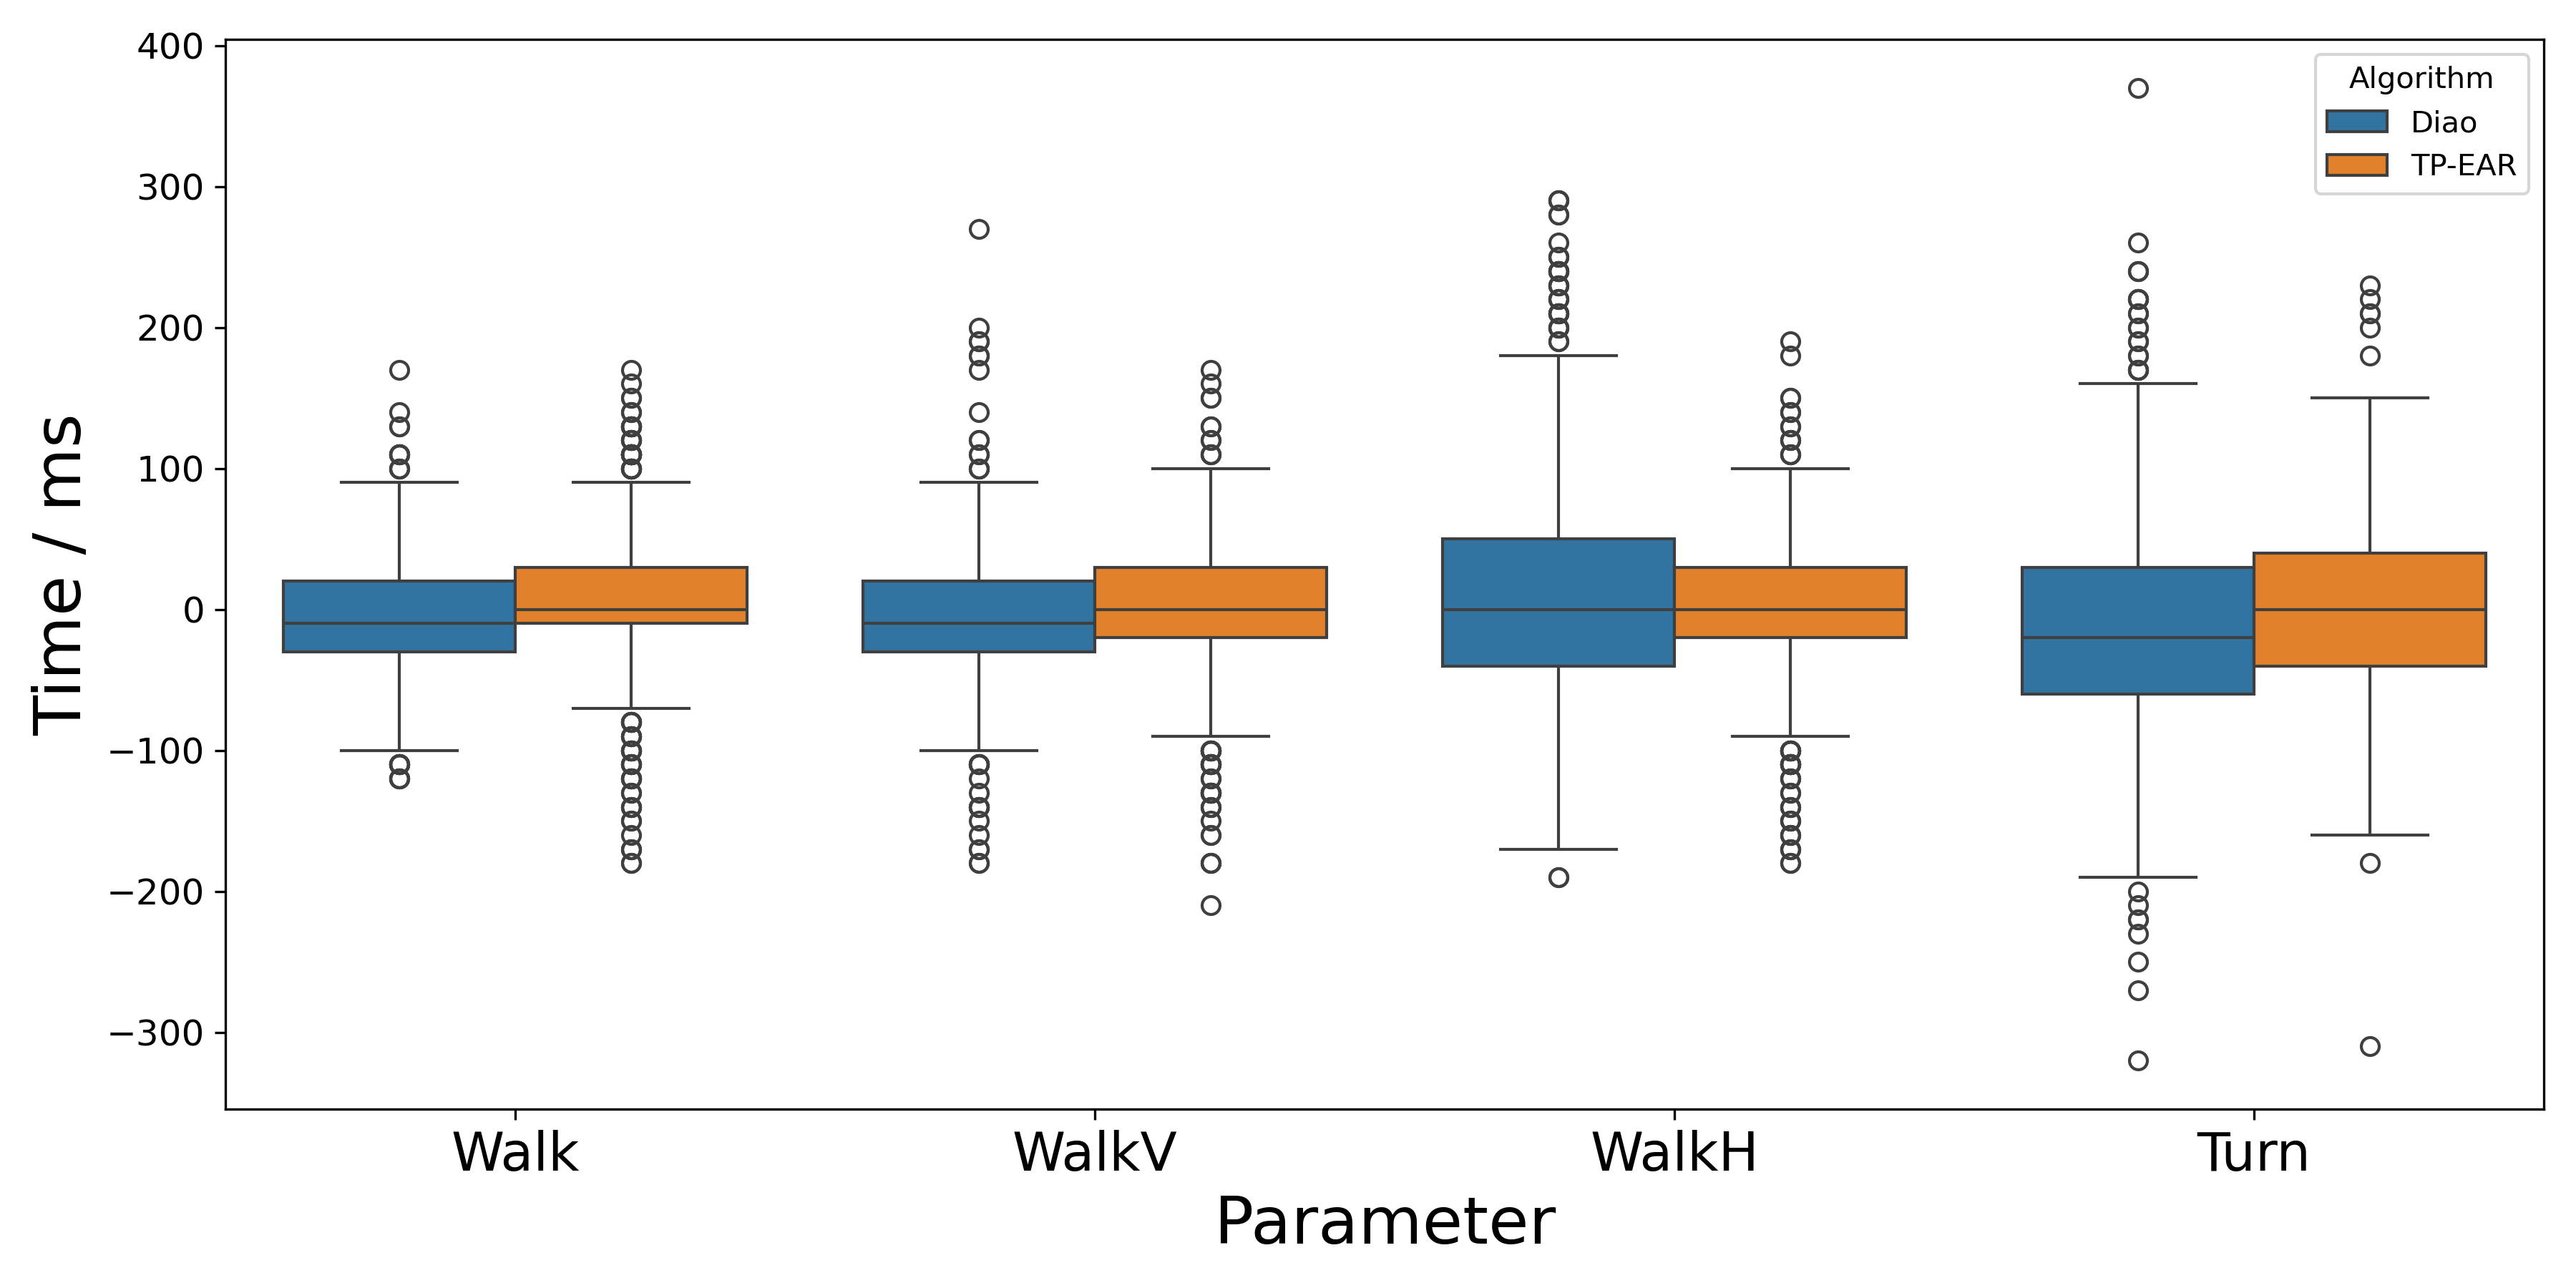 400
300
200
100
0
−100
−200
−300
Time / ms
Algorithm
Diao
TP-EAR
Walk
WalkV
WalkH
Turn
Parameter